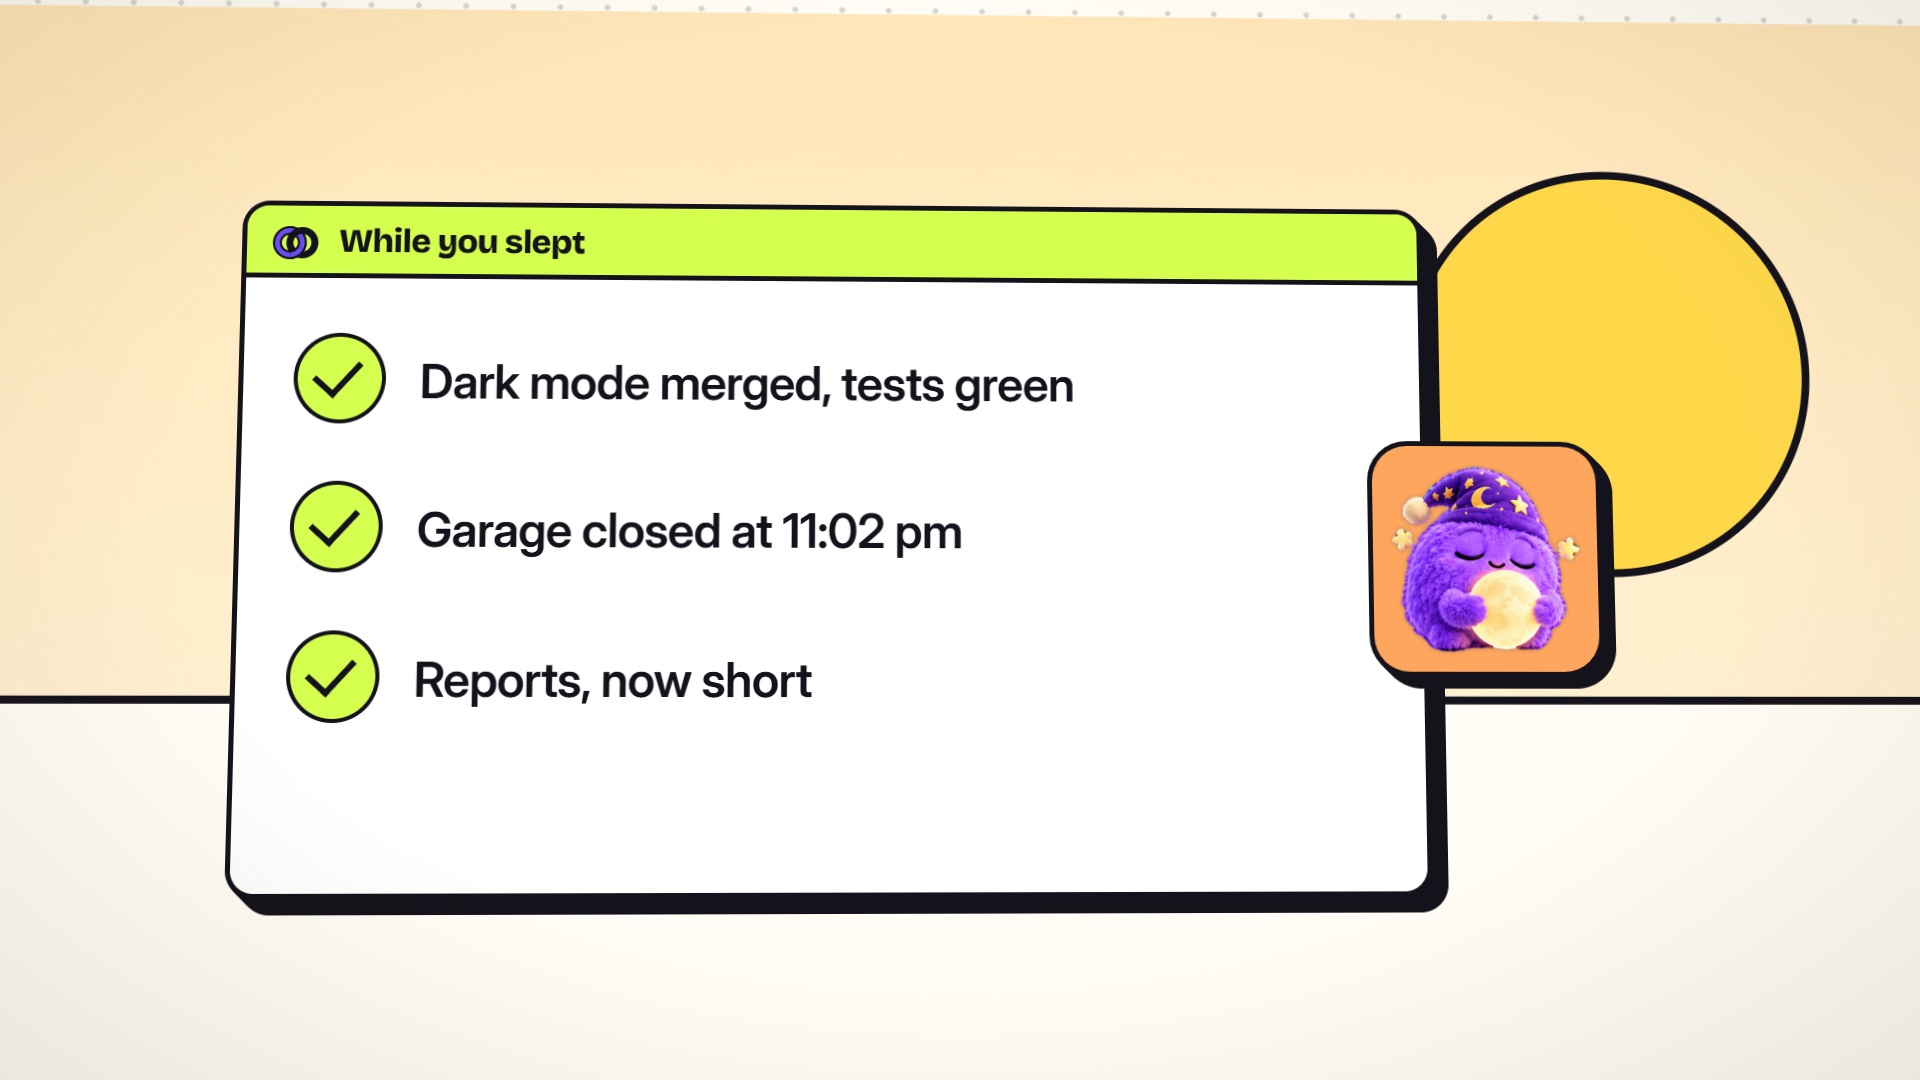 While you slept
Dark mode merged, tests green
Garage closed at 11:02 pm
Reports, now short